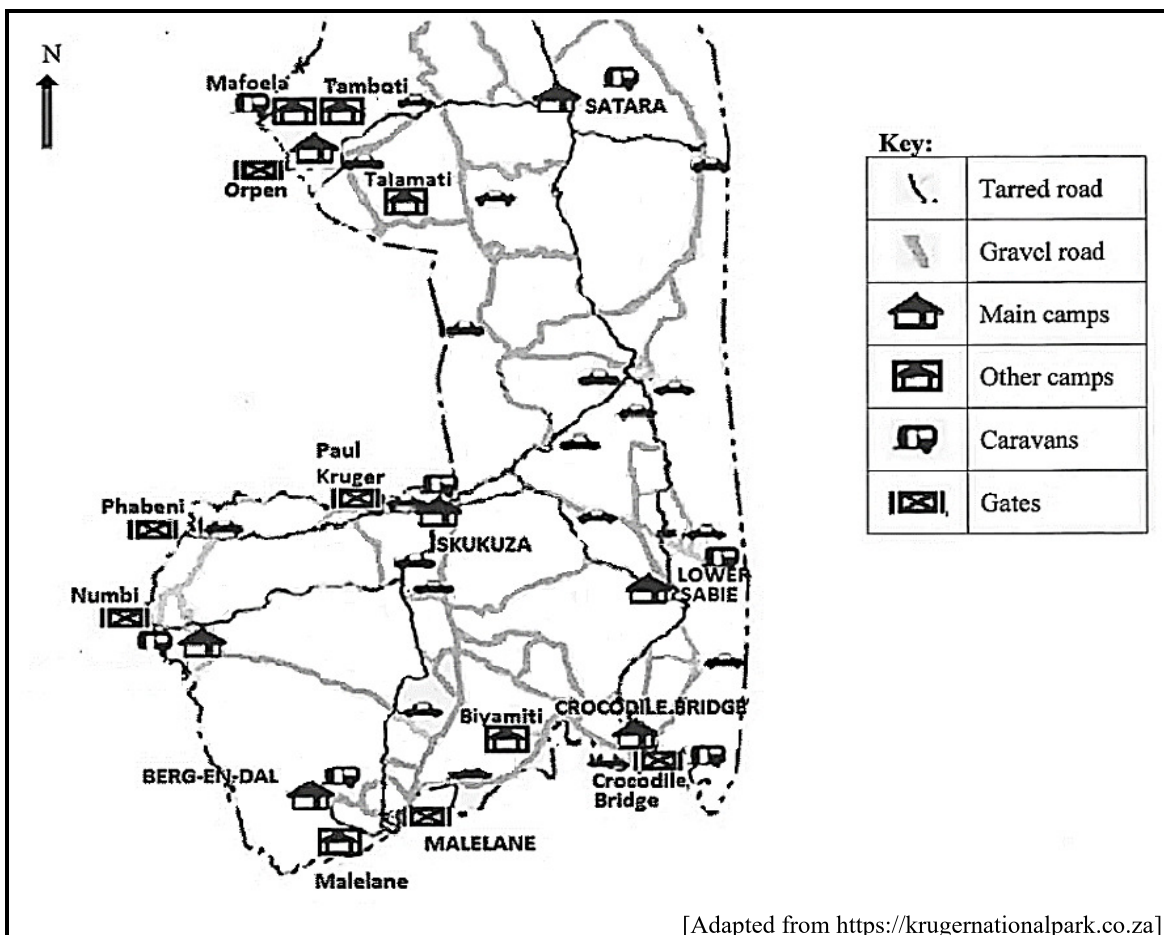 N
Mafoela
Tamboti
SATARA
Orpen
Talamati
Paul
Kruger
Phabeni
SKUKUZA
LOWER
SABIE
Numbi
CROCODILE BRIDGE
Biyamiti
BERG-EN-DAL
Crocodile
Bridge
MALELANE
Malelane
Key:
Tarred road
Gravel road
Main camps
Other camps
Caravans
Gates
[Adapted from https://krugernationalpark.co.za]